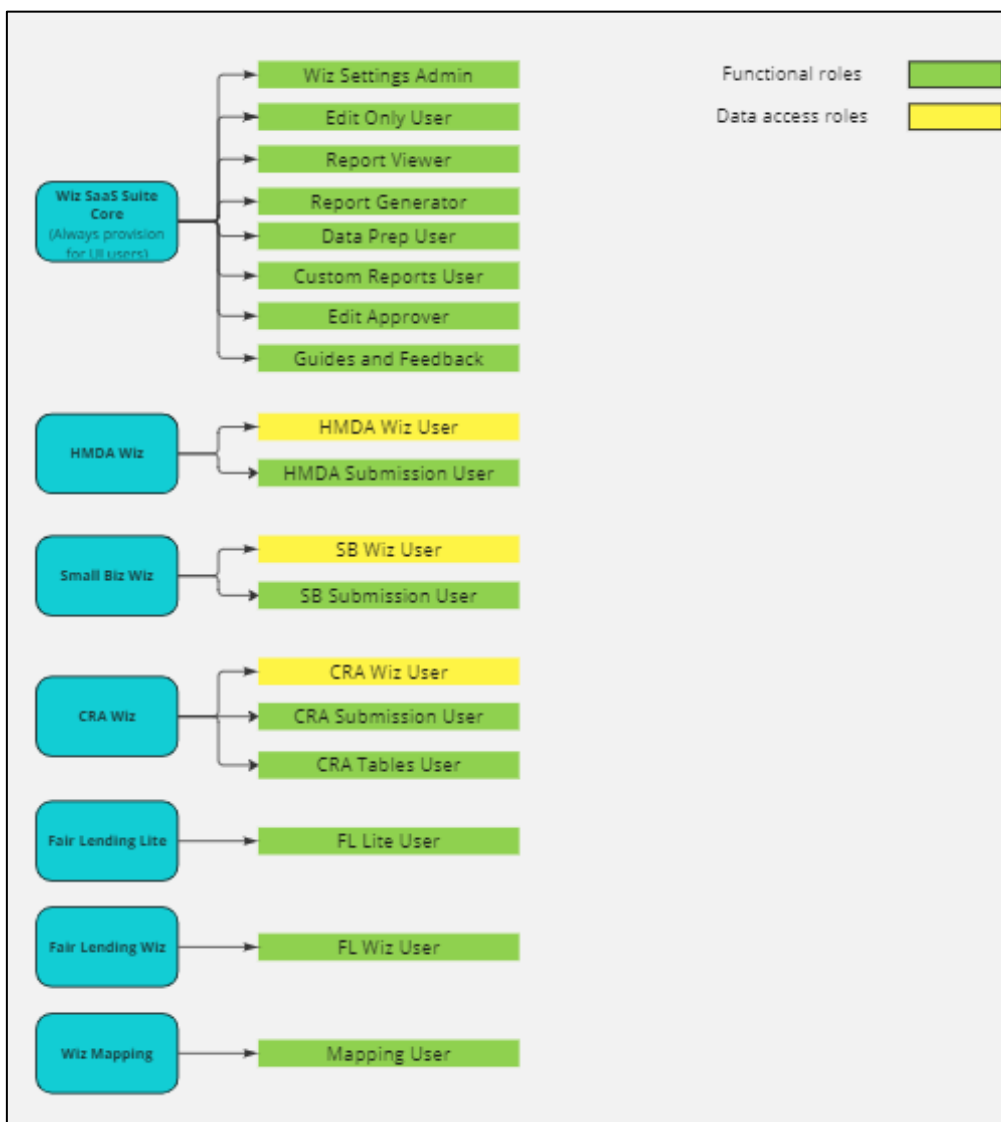 Wiz Settings Admin
Functional roles
Edit Only User
Data access roles
Report Viewer
Wiz SaaS Suite
Core
(Always provision
for UI users)
Report Generator
Data Prep User
Custom Reports User
Edit Approver
Guides and Feedback
HMDA Wiz
HMDA Wiz User
HMDA Submission User
Small Biz Wiz
SB Wiz User
SB Submission User
CRA Wiz
CRA Wiz User
CRA Submission User
CRA Tables User
Fair Lending Lite
FL Lite User
Fair Lending Wiz
FL Wiz User
Wiz Mapping
Mapping User